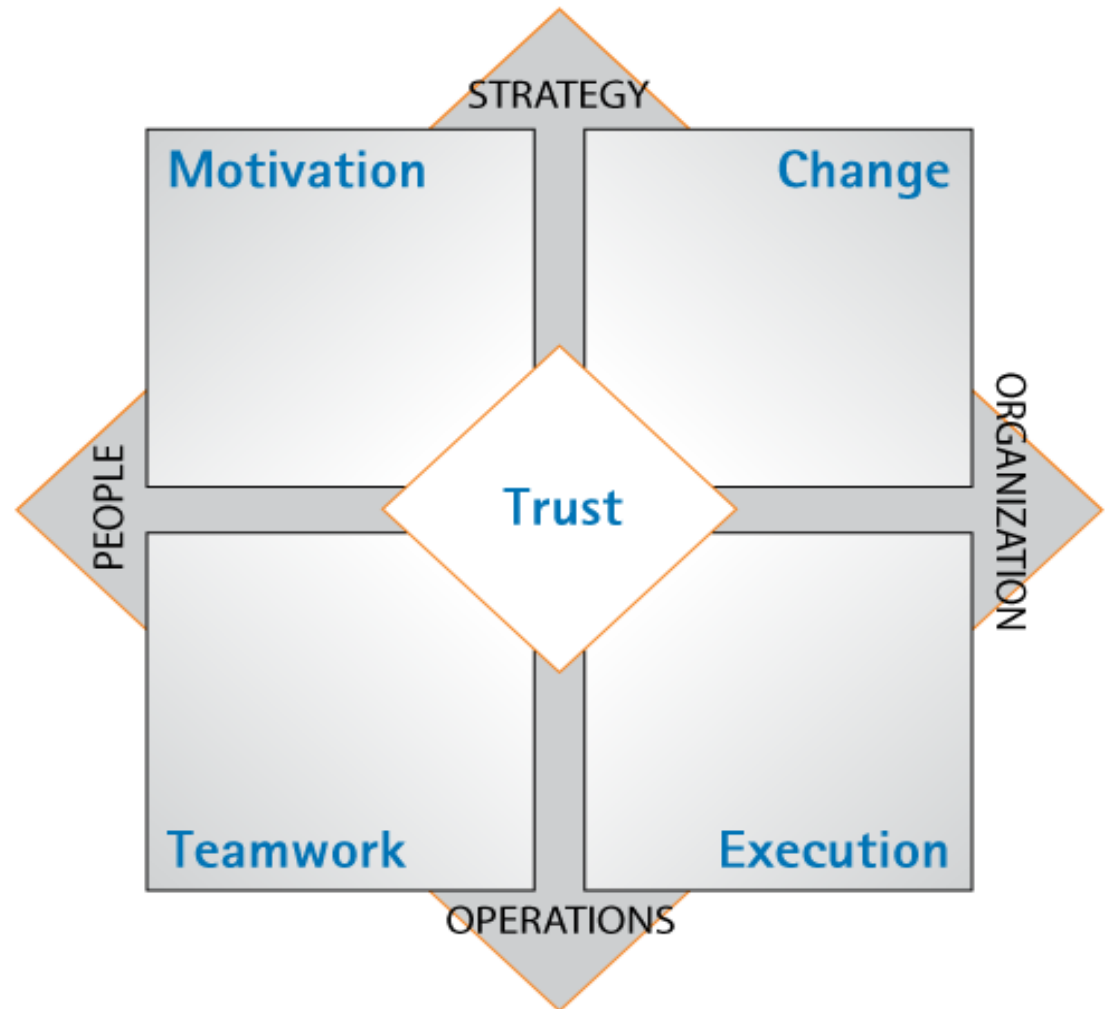 STRATEGY
Motivation
Change
PEOPLE
Trust
ORGANIZATION
Teamwork
Execution
OPERATIONS